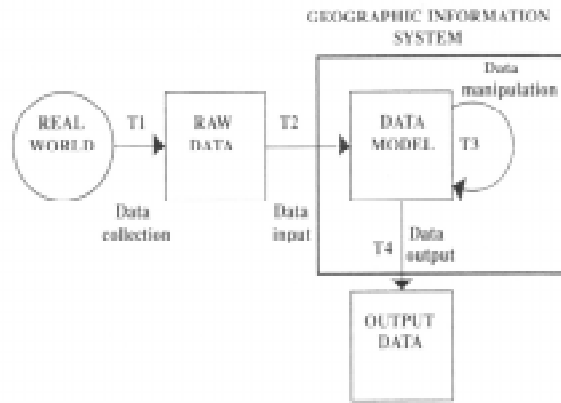 GEOGRAPHIC INFORMATION
SYSTEM
Data
manipulation
REAL
WORLD
T1
RAW
DATA
T2
DATA
MODEL
T3
Data
collection
Data
input
T4
Data
output
OUTPUT
DATA